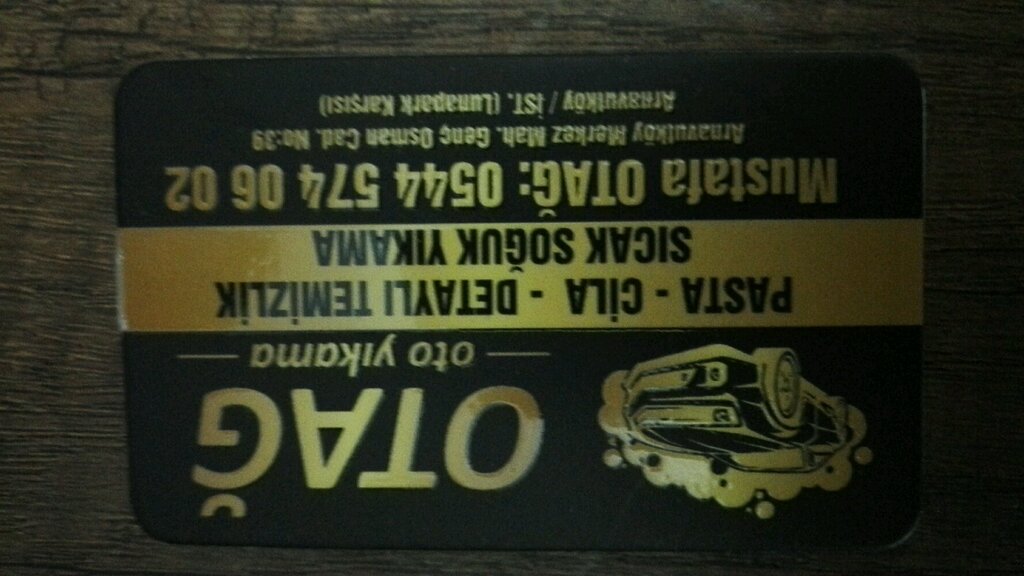 OTAĞ
oto yıkama
PASTA - CİLA - DETAYLI TEMİZLİK
SICAK SOĞUK YIKAMA
Mustafa OTAĞ: 0544 574 06 02
Arnavutköy Merkez Mah. Genç Osman Cad. No:39
Arnavutköy / İST. (Lunapark Karşısı)